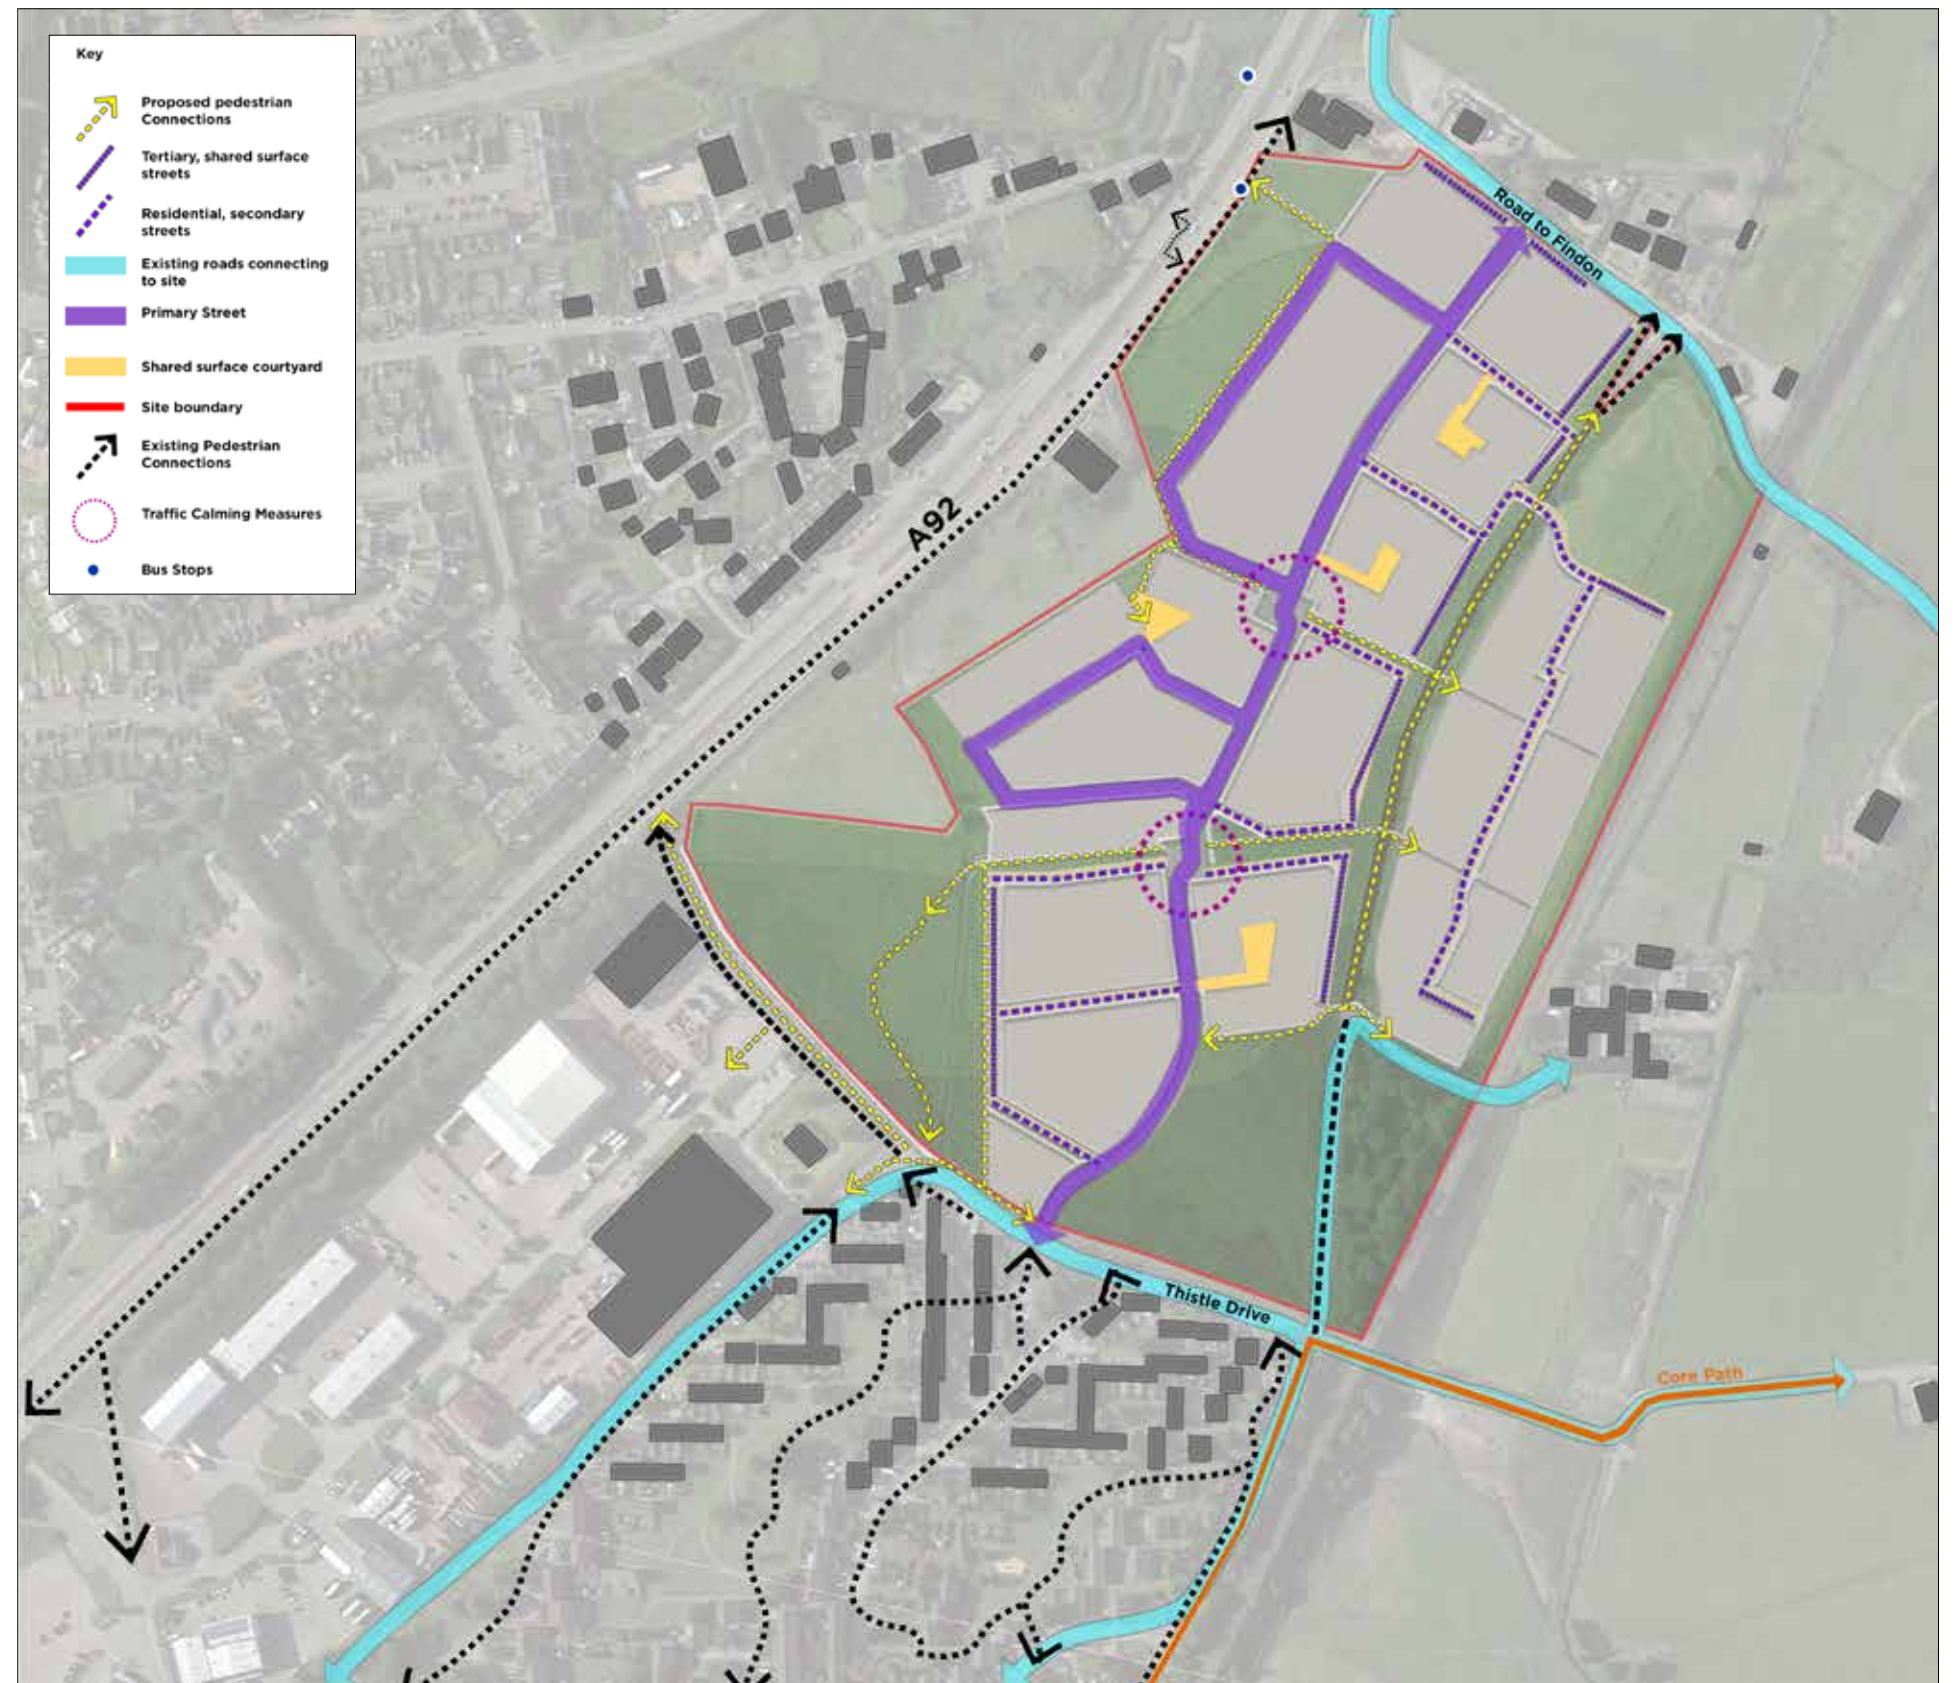 Key
Proposed pedestrian
Connections
Tertiary, shared surface
streets
Residential, secondary
streets
Existing roads connecting
to site
Primary Street
Shared surface courtyard
Site boundary
Existing Pedestrian
Connections
Traffic Calming Measures
Bus Stops
Road to Findon
A92
Thistle Drive
Core Path